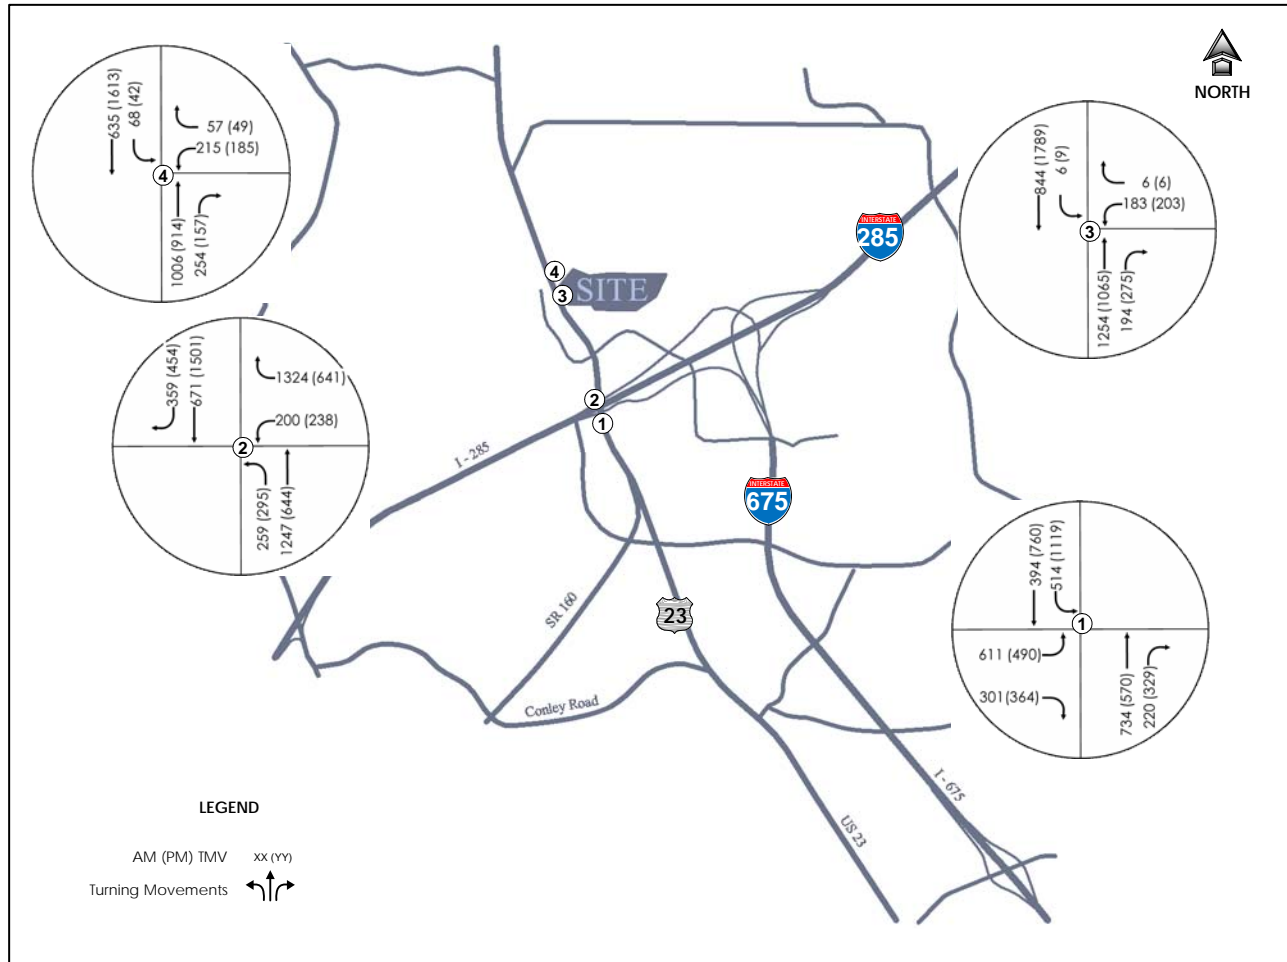 NORTH
635 (1613)
68 (42)
57 (49)
215 (185)
4
1006 (914)
254 (157)
844 (1789)
6 (9)
6 (6)
183 (203)
3
1254 (1065)
194 (275)
INTERSTATE
285
4
3
SITE
359 (454)
671 (1501)
1324 (641)
200 (238)
2
259 (295)
1247 (644)
2
1
I - 285
INTERSTATE
675
394 (760)
514 (1119)
1
611 (490)
301(364)
734 (570)
220 (329)
SR 160
23
Conley Road
I - 675
US 23
LEGEND
AM (PM) TMV XX (YY)
Turning Movements